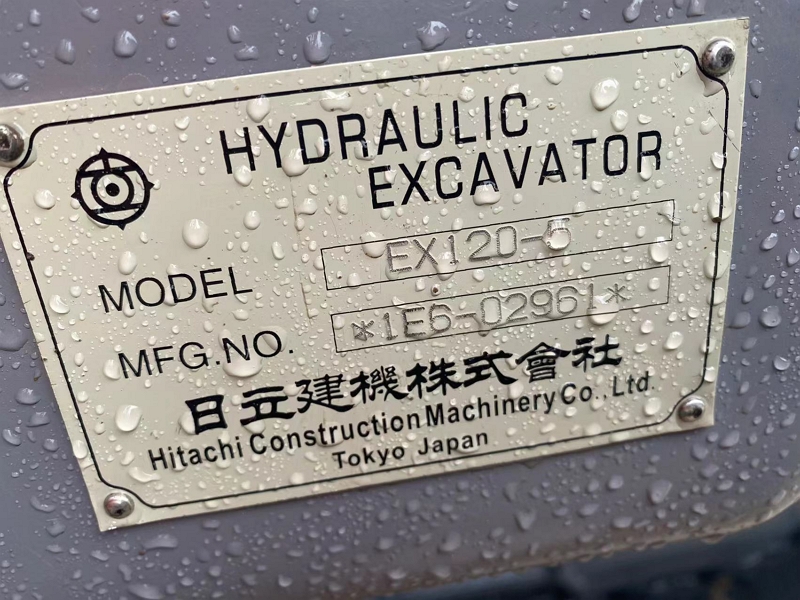 HYDRAULIC
EXCAVATOR
MODEL EX120-5
MFG.NO. *1E6-02961*
日立建機株式會社
Hitachi Construction Machinery Co., Ltd.
Tokyo Japan